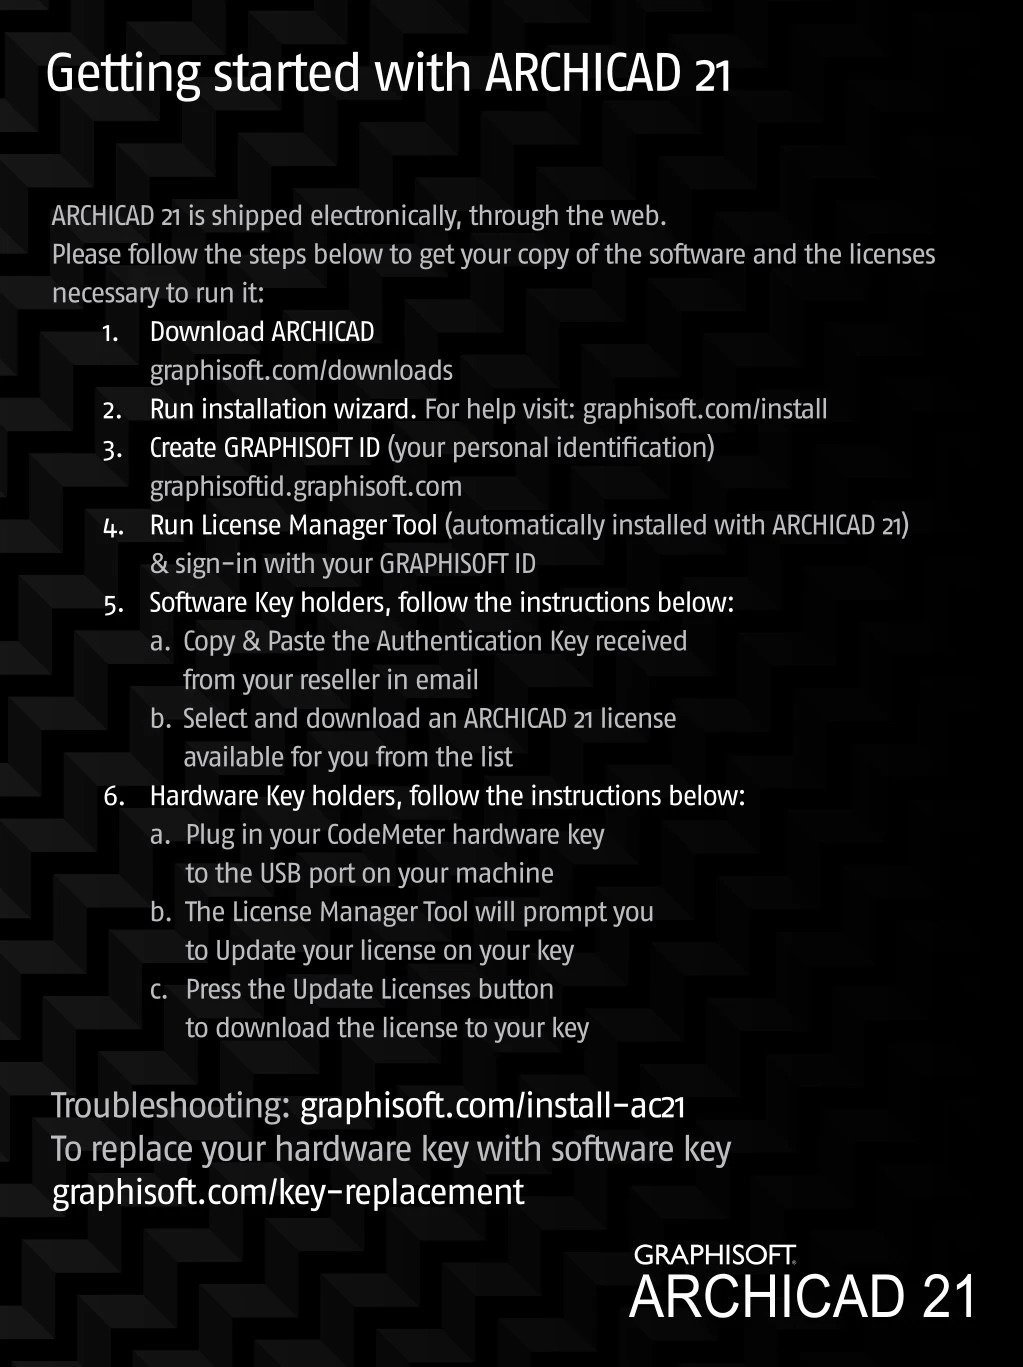 Getting started with ARCHICAD 21
ARCHICAD 21 is shipped electronically, through the web.
Please follow the steps below to get your copy of the software and the licenses
necessary to run it:
1. Download ARCHICAD
graphisoft.com/downloads
2. Run installation wizard. For help visit: graphisoft.com/install
3. Create GRAPHISOFT ID (your personal identification)
graphisoftid.graphisoft.com
4. Run License Manager Tool (automatically installed with ARCHICAD 21)
& sign-in with your GRAPHISOFT ID
5. Software Key holders, follow the instructions below:
a. Copy & Paste the Authentication Key received
from your reseller in email
b. Select and download an ARCHICAD 21 license
available for you from the list
6. Hardware Key holders, follow the instructions below:
a. Plug in your CodeMeter hardware key
to the USB port on your machine
b. The License Manager Tool will prompt you
to Update your license on your key
c. Press the Update Licenses button
to download the license to your key
Troubleshooting: graphisoft.com/install-ac21
To replace your hardware key with software key
graphisoft.com/key-replacement
GRAPHISOFT®
ARCHICAD 21